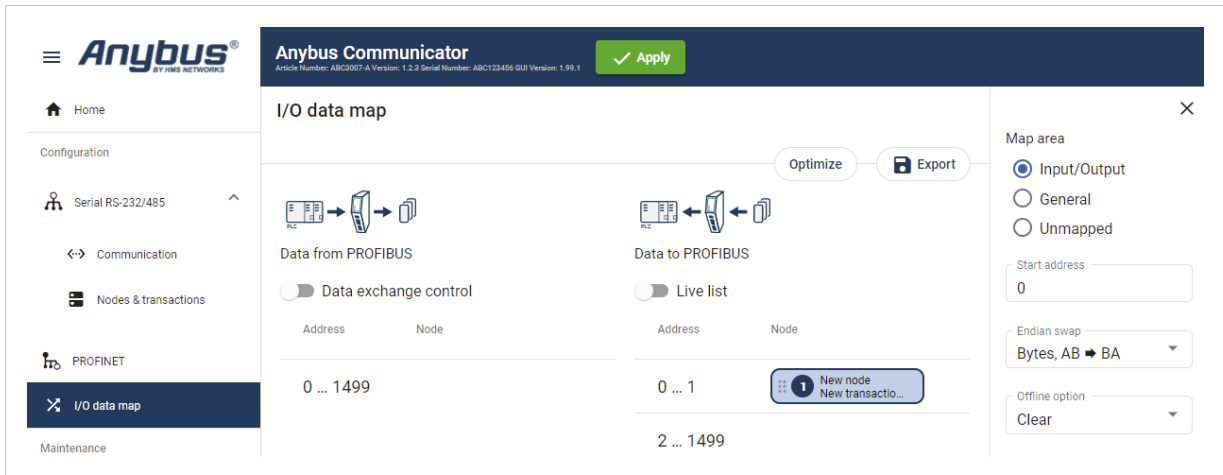 Anybus®
BY HMS NETWORKS
Anybus Communicator
Article Number: ABC3007-A Version: 1.2.3 Serial Number: ABC123456 GUI Version: 1.99.1
Apply
Home
Configuration
Serial RS-232/485
Communication
Nodes & transactions
PROFINET
I/O data map
Maintenance
I/O data map
Optimize
Export
PLC
Data from PROFIBUS
Data exchange control
Address Node
0 ... 1499
PLC
Data to PROFIBUS
Live list
Address Node
0 ... 1
1
New node
New transactio...
2 ... 1499
Map area
Input/Output
General
Unmapped
Start address
0
Endian swap
Bytes, AB ➡ BA
Offline option
Clear